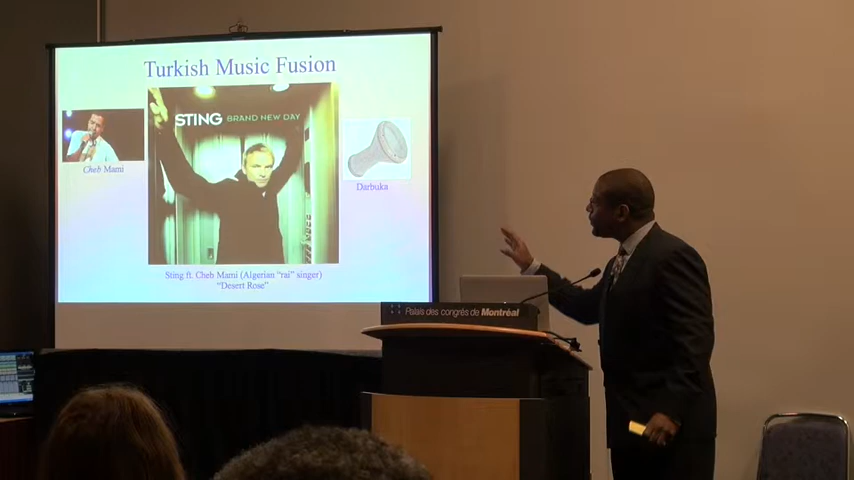 Turkish Music Fusion
STING BRAND NEW DAY
Cheb Mami
Darbuka
Sting ft. Cheb Mami (Algerian "rai" singer)
"Desert Rose"
Palais des congrès de Montréal